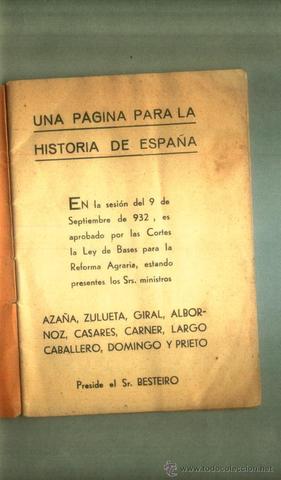 UNA PÁGINA PARA LA
HISTORIA DE ESPAÑA
EN la sesión del 9 de
Septiembre de 932, es
aprobado por las Cortes
la Ley de Bases para la
Reforma Agraria, estando
presentes los Srs. ministros
AZAÑA, ZULUETA, GIRAL, ALBOR-
NOZ, CASARES, CARNER, LARGO
CABALLERO, DOMINGO Y PRIETO
Preside el Sr. BESTEIRO
www.todocoleccion.net